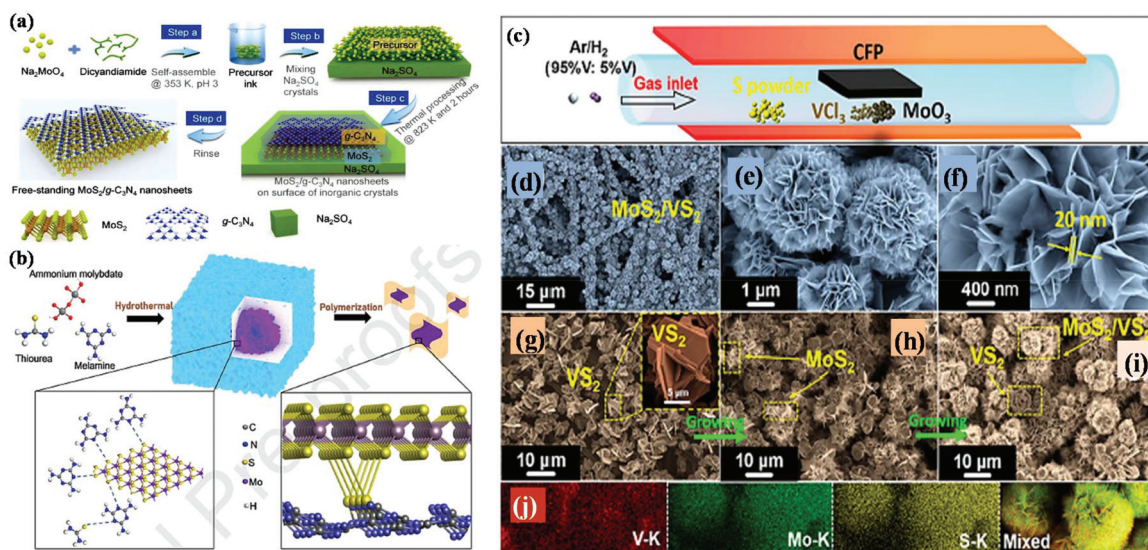 (a)
Step a
Step b
Precursor
Na₂MoO₄
Dicyandiamide
Self-assemble
@ 353 K, pH 3
Precursor
ink
Mixing
Na₂SO₄
crystals
Na₂SO₄
Step c
Thermal processing
@ 823 K and 2 hours
Step d
Rinse
g-C₃N₄
MoS₂
Na₂SO₄
Free-standing MoS₂/g-C₃N₄ nanosheets
MoS₂/g-C₃N₄ nanosheets
on surface of inorganic crystals
MoS₂
g-C₃N₄
Na₂SO₄
(b)
Ammonium molybdate
Hydrothermal
Polymerization
Thiourea
Melamine
C
N
S
Mo
H
Preproofs
(c)
Ar/H₂
(95%V: 5%V)
Gas inlet
CFP
S powder
VCl₃
MoO₃
(d)
MoS₂/VS₂
15 µm
(e)
1 µm
(f)
20 nm
400 nm
(g)
VS₂
VS₂
5 µm
10 µm
(h)
MoS₂
Growing
10 µm
(i)
MoS₂/VS
VS₂
Growing
10 µm
(j)
V-K
Mo-K
S-K
Mixed